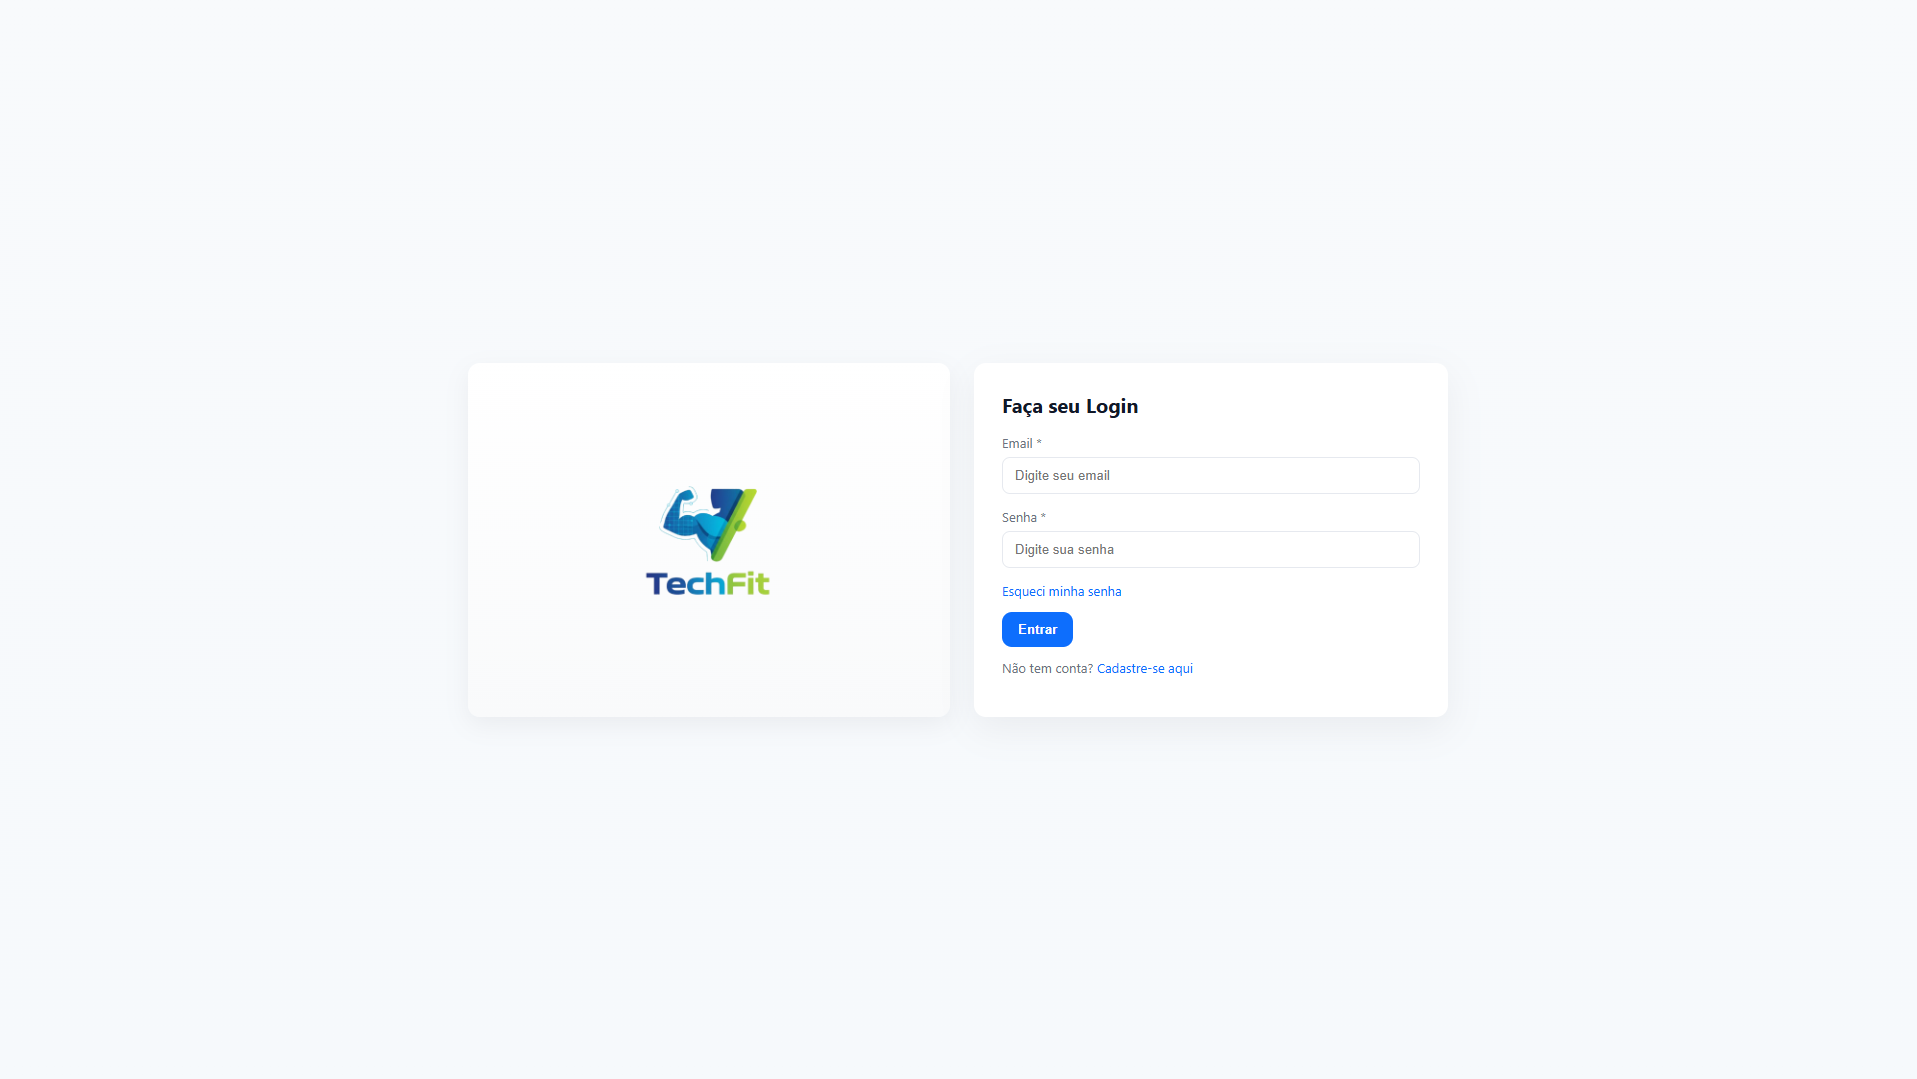 TechFit
Faça seu Login
Email *
Digite seu email
Senha *
Digite sua senha
Esqueci minha senha
Entrar
Não tem conta? Cadastre-se aqui